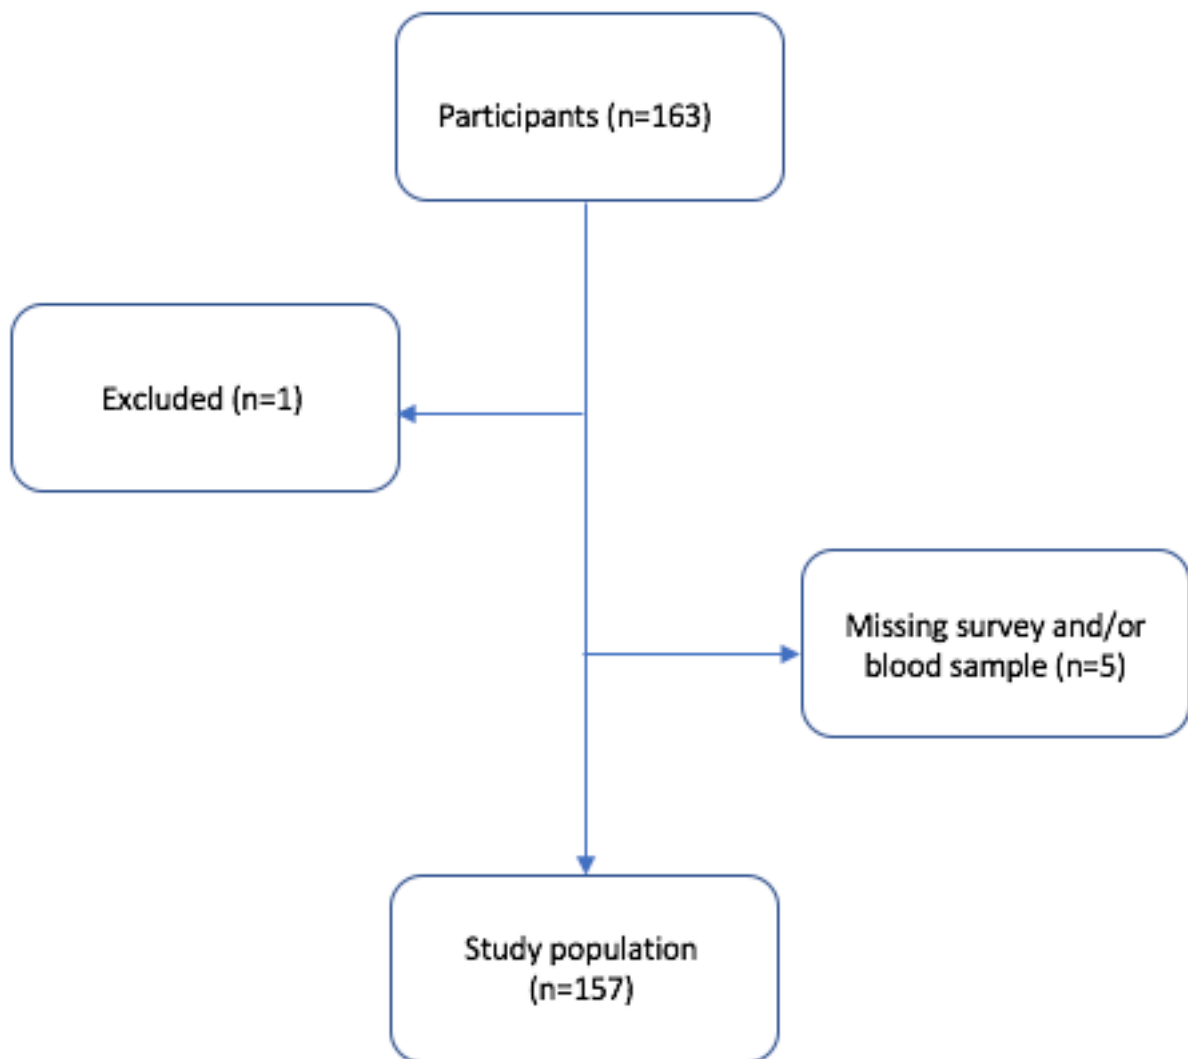 Participants (n=163)
Excluded (n=1)
Missing survey and/or
blood sample (n=5)
Study population
(n=157)